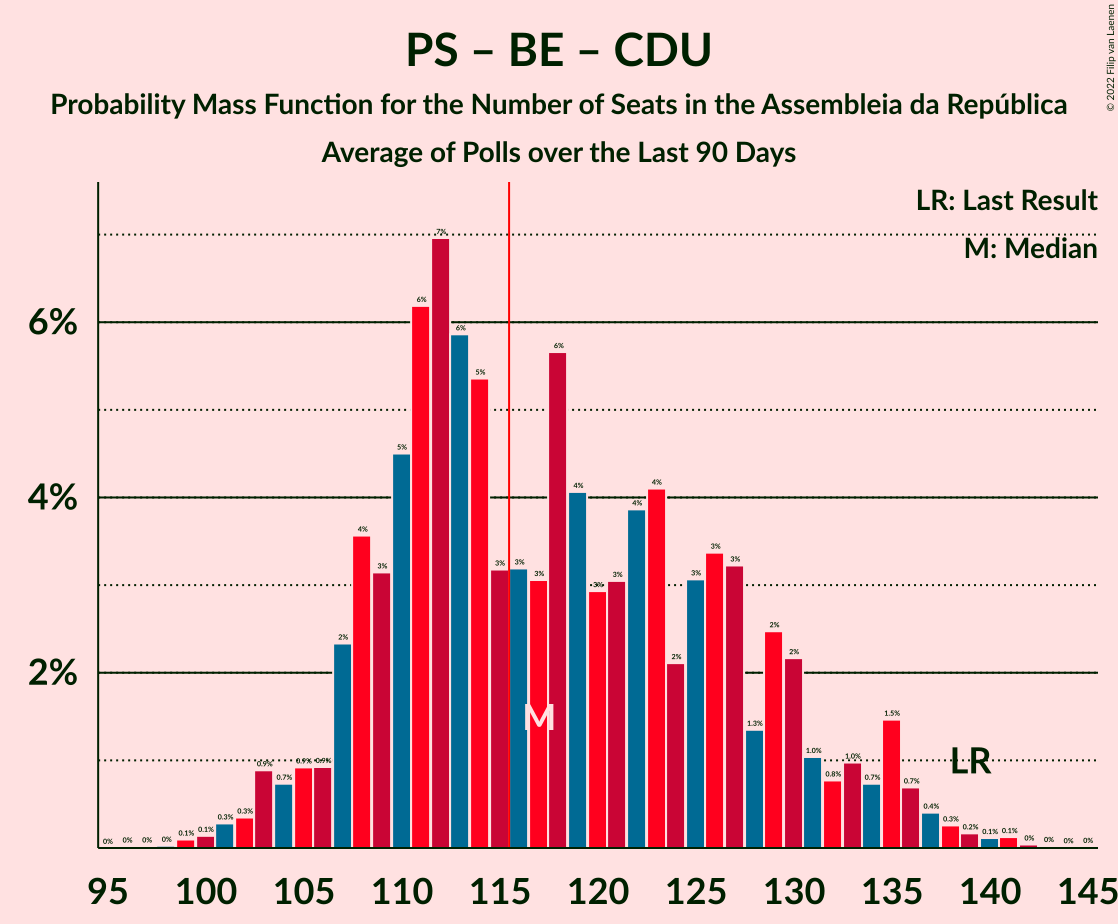 © 2022 Filip van Laenen
PS – BE – CDU
Probability Mass Function for the Number of Seats in the Assembleia da República
Average of Polls over the Last 90 Days
LR: Last Result
M: Median
6%
4%
2%
0% 0% 0% 0% 0.1% 0.1% 0.3% 0.3% 0.9% 0.7% 0.9% 0.9% 2% 4% 3% 5% 6% 7% 6% 5% 3% 3% 3% 6% 4% 3% 3% 4% 4% 2% 3% 3% 3% 1.3% 2% 2% 1.0% 0.8% 1.0% 0.7% 1.5% 0.7% 0.4% 0.3% 0.2% 0.1% 0.1% 0% 0% 0% 0%
M
LR
95 100 105 110 115 120 125 130 135 140 145